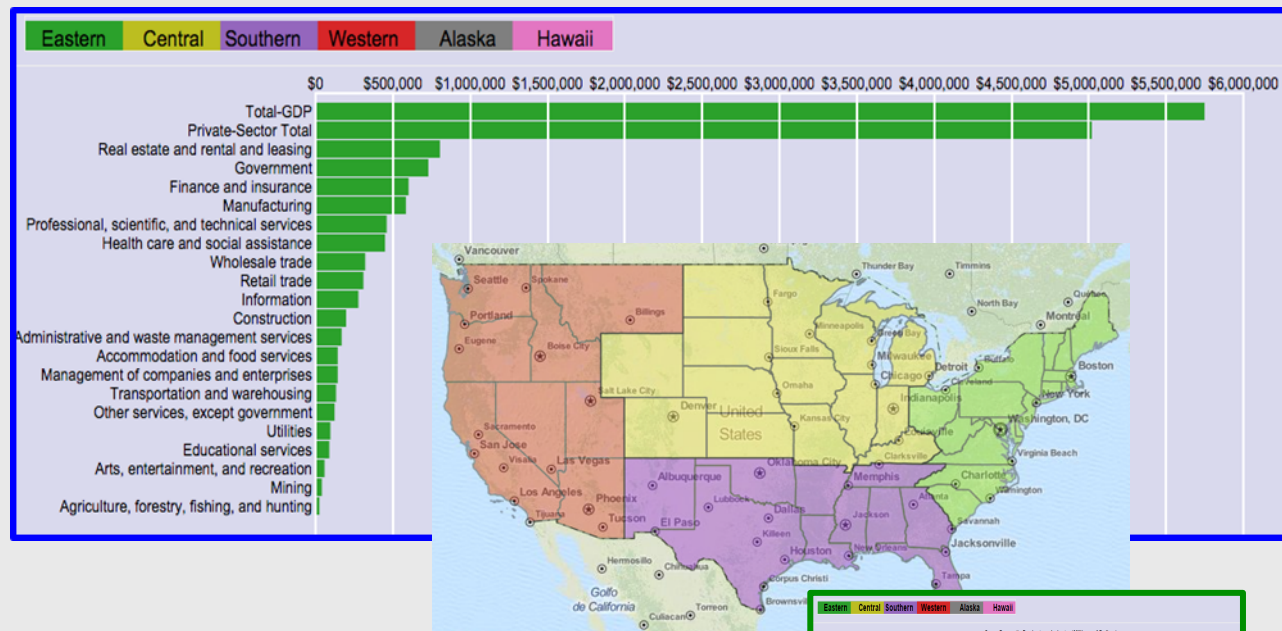 Eastern Central Southern Western Alaska Hawaii
$0 $500,000 $1,000,000 $1,500,000 $2,000,000 $2,500,000 $3,000,000 $3,500,000 $4,000,000 $4,500,000 $5,000,000 $5,500,000 $6,000,000
Total-GDP
Private-Sector Total
Real estate and rental and leasing
Government
Finance and insurance
Manufacturing
Professional, scientific, and technical services
Health care and social assistance
Wholesale trade
Retail trade
Information
Construction
Administrative and waste management services
Accommodation and food services
Management of companies and enterprises
Transportation and warehousing
Other services, except government
Utilities
Educational services
Arts, entertainment, and recreation
Mining
Agriculture, forestry, fishing, and hunting
Vancouver
Thunder Bay
Timmins
Seattle
Spokane
Fargo
North Bay
Québec
Portland
Billings
Montréal
Minneapolis
Green Bay
Eugene
Boise City
Sioux Falls
Milwaukee
Detroit
Buffalo
Boston
Chicago
Cleveland
Salt Lake City
Omaha
Indianapolis
New York
Denver
United
States
Kansas City
Washington, DC
Sacramento
Louisville
San Jose
Clarksville
Virginia Beach
Visalia
Las Vegas
Oklahoma City
Albuquerque
Memphis
Charlotte
Wilmington
Los Angeles
Phoenix
Lubbock
Atlanta
Tijuana
Tucson
El Paso
Dallas
Jackson
Savannah
Killeen
Jacksonville
Houston
New Orleans
Hermosillo
Chihuahua
Corpus Christi
Tampa
Golfo
de California
Torreon
Culiacan
Eastern Central Southern Western Alaska Hawaii